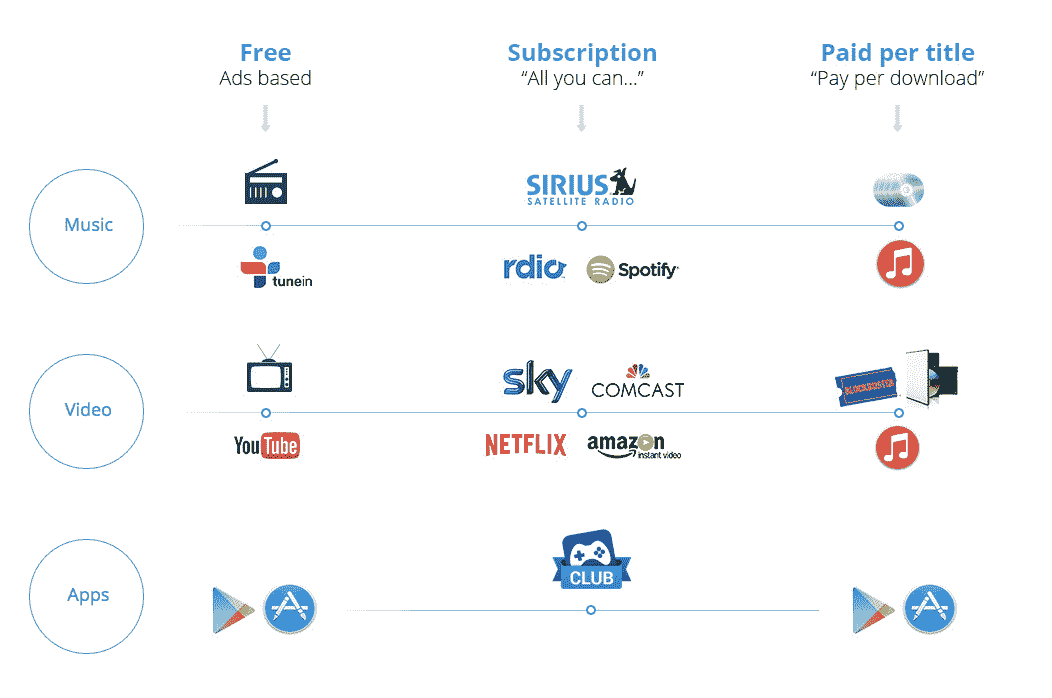 Free
Ads based
Subscription
“All you can...”
Paid per title
“Pay per download”
Music
SIRIUS
SATELLITE RADIO
tunein
rdio
Spotify
Video
sky
COMCAST
BLOCKBUSTER
YouTube
NETFLIX
amazon
instant video
Apps
CLUB